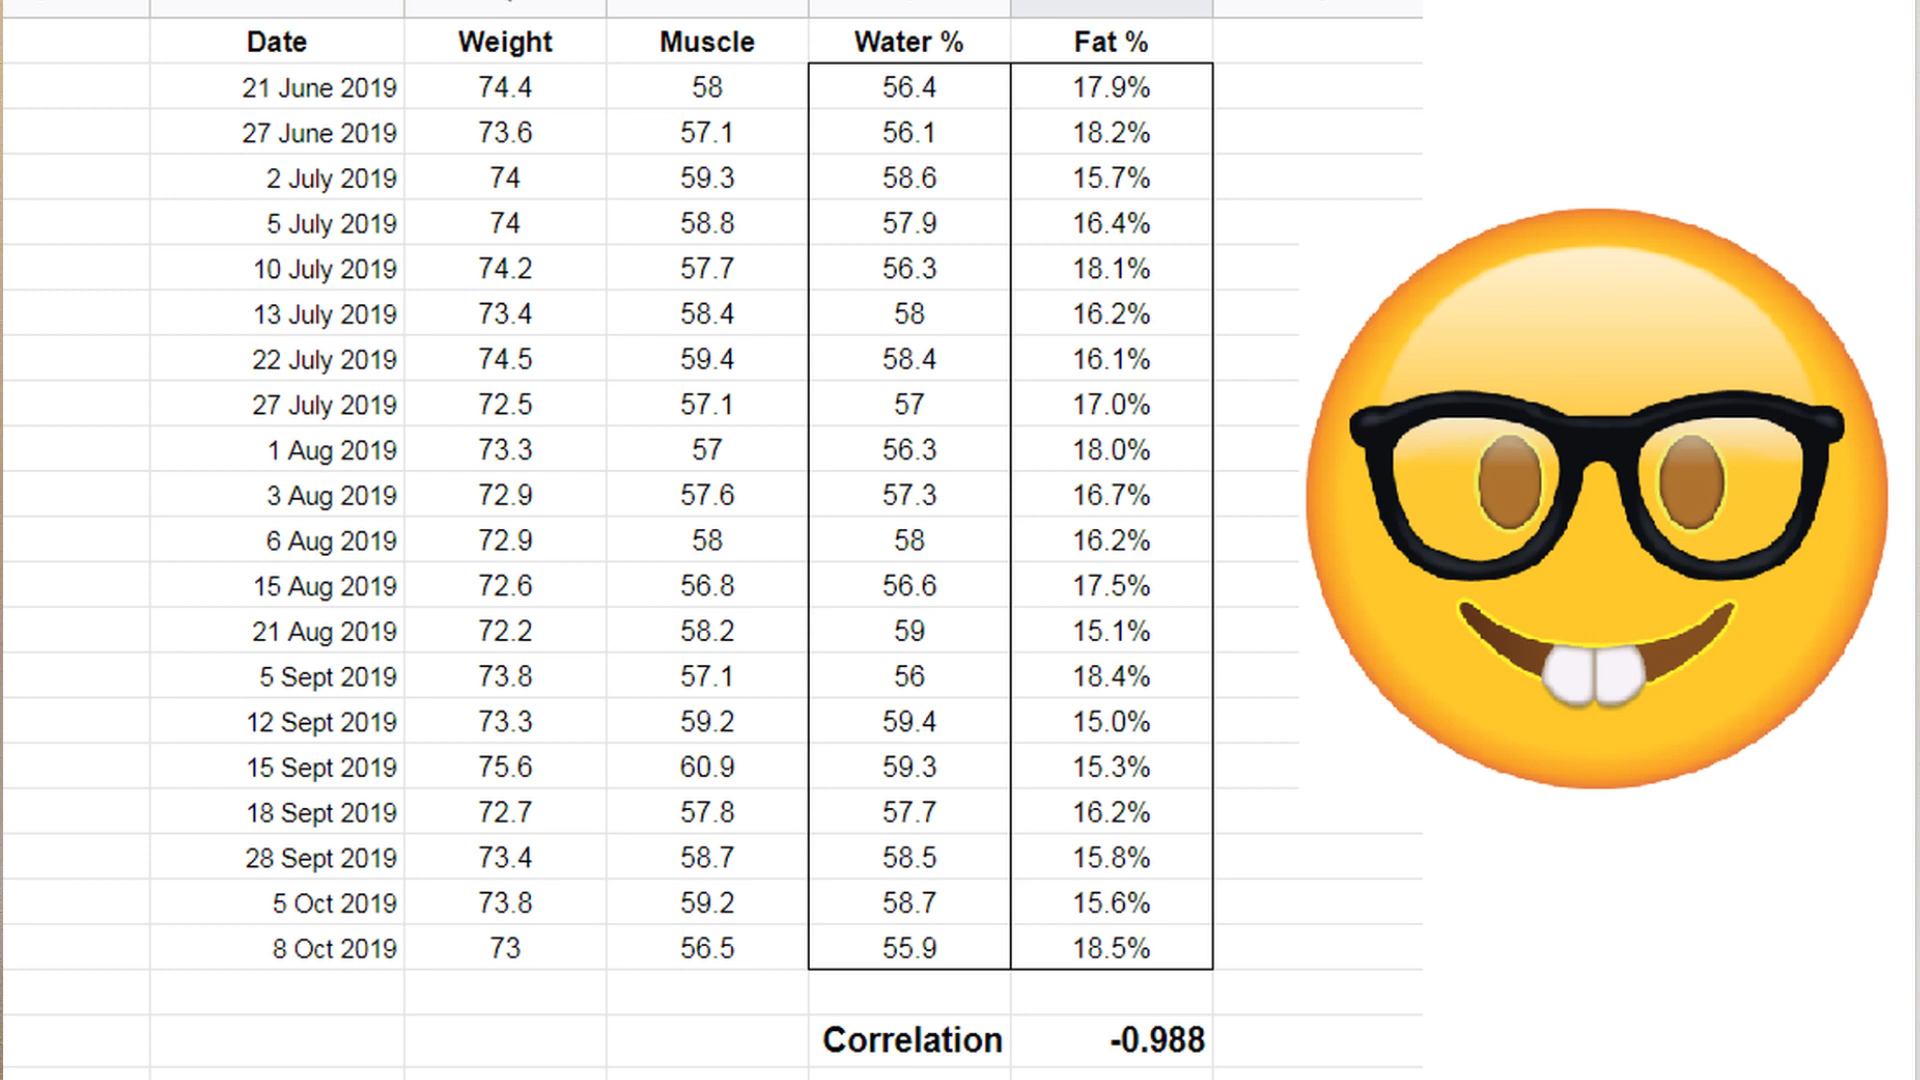 Date Weight Muscle Water % Fat %
21 June 2019 74.4 58 56.4 17.9%
27 June 2019 73.6 57.1 56.1 18.2%
2 July 2019 74 59.3 58.6 15.7%
5 July 2019 74 58.8 57.9 16.4%
10 July 2019 74.2 57.7 56.3 18.1%
13 July 2019 73.4 58.4 58 16.2%
22 July 2019 74.5 59.4 58.4 16.1%
27 July 2019 72.5 57.1 57 17.0%
1 Aug 2019 73.3 57 56.3 18.0%
3 Aug 2019 72.9 57.6 57.3 16.7%
6 Aug 2019 72.9 58 58 16.2%
15 Aug 2019 72.6 56.8 56.6 17.5%
21 Aug 2019 72.2 58.2 59 15.1%
5 Sept 2019 73.8 57.1 56 18.4%
12 Sept 2019 73.3 59.2 59.4 15.0%
15 Sept 2019 75.6 60.9 59.3 15.3%
18 Sept 2019 72.7 57.8 57.7 16.2%
28 Sept 2019 73.4 58.7 58.5 15.8%
5 Oct 2019 73.8 59.2 58.7 15.6%
8 Oct 2019 73 56.5 55.9 18.5%
Correlation -0.988